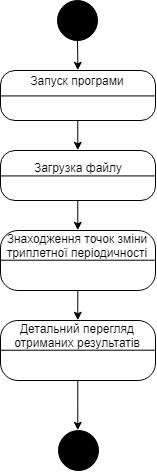 Запуск програми
Загрузка файлу
Знаходження точок зміни
триплетної періодичності
Детальний перегляд
отриманих результатів